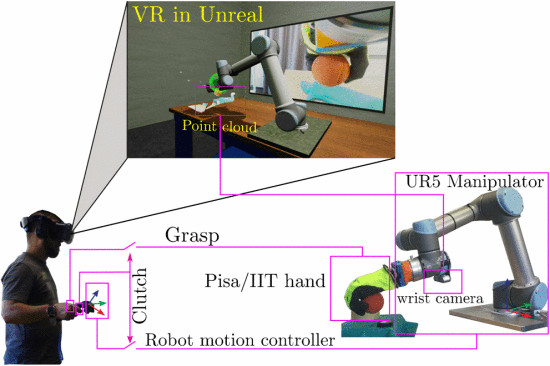 VR in Unreal
Point cloud
UR5 Manipulator
Grasp
Pisa/IIT hand
wrist camera
Clutch
Robot motion controller